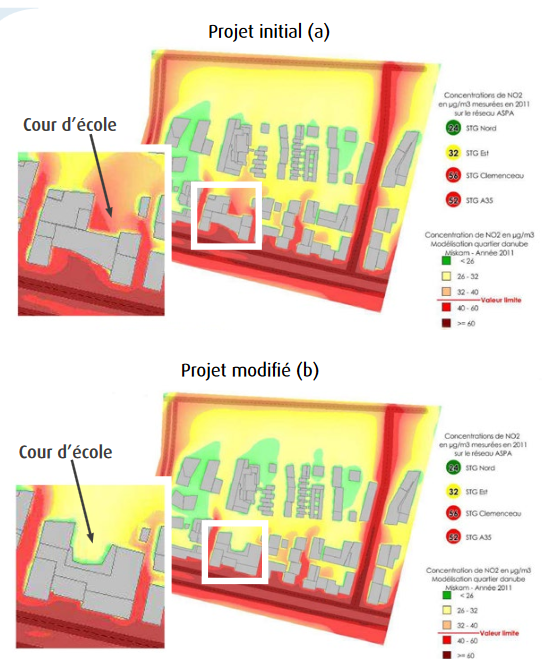 Projet initial (a)
Cour d'école
Concentrations de NO2
en µg/m3 mesurées en 2011
sur le réseau ASPA
24 STG Nord
32 STG Est
56 STG Clemenceau
52 STG A35
Concentration de NO2 en µg/m3
Modélisation quartier danube
Miskam - Année 2011
< 26
26 - 32
32 - 40
Valeur limite
40 - 60
>= 60
Projet modifié (b)
Cour d'école
Concentrations de NO2
en µg/m3 mesurées en 2011
sur le réseau ASPA
24 STG Nord
32 STG Est
56 STG Clemenceau
52 STG A35
Concentration de NO2 en µg/m3
Modélisation quartier danube
Miskam - Année 2011
< 26
26 - 32
32 - 40
Valeur limite
40 - 60
>= 60